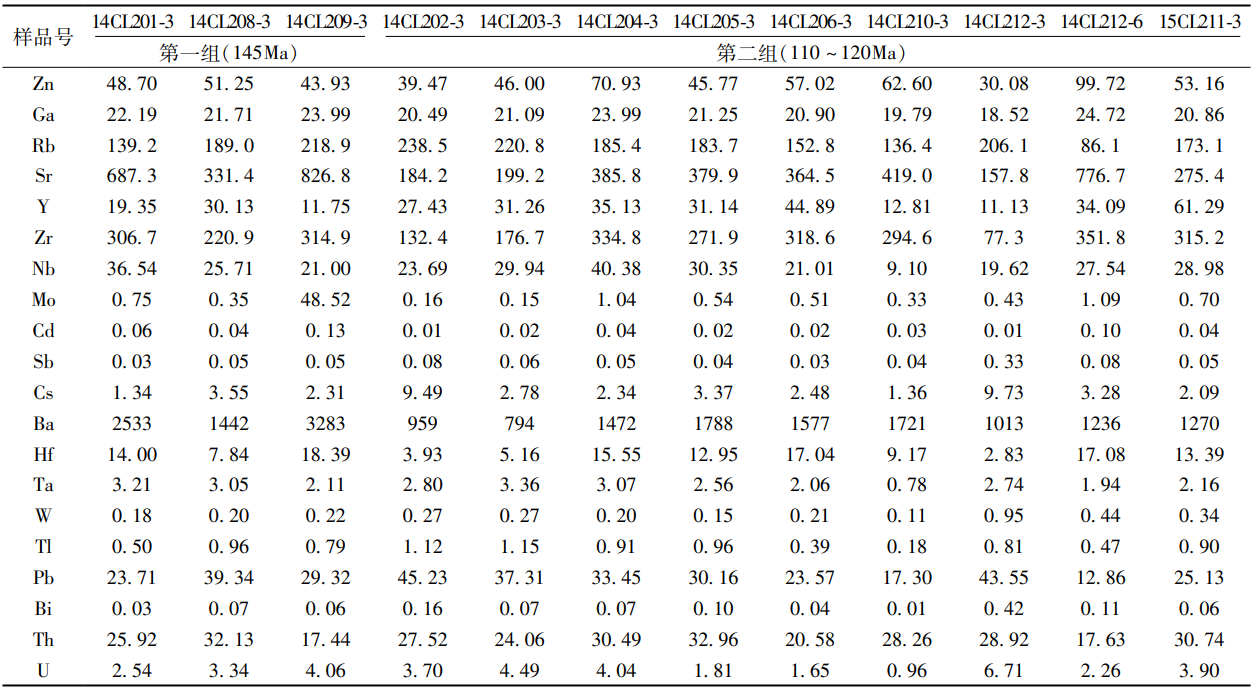 样品号 14CL201-3 14CL208-3 14CL209-3 14CL202-3 14CL203-3 14CL204-3 14CL205-3 14CL206-3 14CL210-3 14CL212-3 14CL212-6 15CL211-3
第一组(145Ma) 第二组(110~120Ma)
Zn 48.70 51.25 43.93 39.47 46.00 70.93 45.77 57.02 62.60 30.08 99.72 53.16
Ga 22.19 21.71 23.99 20.49 21.09 23.99 21.25 20.90 19.79 18.52 24.72 20.86
Rb 139.2 189.0 218.9 238.5 220.8 185.4 183.7 152.8 136.4 206.1 86.1 173.1
Sr 687.3 331.4 826.8 184.2 199.2 385.8 379.9 364.5 419.0 157.8 776.7 275.4
Y 19.35 30.13 11.75 27.43 31.26 35.13 31.14 44.89 12.81 11.13 34.09 61.29
Zr 306.7 220.9 314.9 132.4 176.7 334.8 271.9 318.6 294.6 77.3 351.8 315.2
Nb 36.54 25.71 21.00 23.69 29.94 40.38 30.35 21.01 9.10 19.62 27.54 28.98
Mo 0.75 0.35 48.52 0.16 0.15 1.04 0.54 0.51 0.33 0.43 1.09 0.70
Cd 0.06 0.04 0.13 0.01 0.02 0.04 0.02 0.02 0.03 0.01 0.10 0.04
Sb 0.03 0.05 0.05 0.08 0.06 0.05 0.04 0.03 0.04 0.33 0.08 0.05
Cs 1.34 3.55 2.31 9.49 2.78 2.34 3.37 2.48 1.36 9.73 3.28 2.09
Ba 2533 1442 3283 959 794 1472 1788 1577 1721 1013 1236 1270
Hf 14.00 7.84 18.39 3.93 5.16 15.55 12.95 17.04 9.17 2.83 17.08 13.39
Ta 3.21 3.05 2.11 2.80 3.36 3.07 2.56 2.06 0.78 2.74 1.94 2.16
W 0.18 0.20 0.22 0.27 0.27 0.20 0.15 0.21 0.11 0.95 0.44 0.34
Tl 0.50 0.96 0.79 1.12 1.15 0.91 0.96 0.39 0.18 0.81 0.47 0.90
Pb 23.71 39.34 29.32 45.23 37.31 33.45 30.16 23.57 17.30 43.55 12.86 25.13
Bi 0.03 0.07 0.06 0.16 0.07 0.07 0.10 0.04 0.01 0.42 0.11 0.06
Th 25.92 32.13 17.44 27.52 24.06 30.49 32.96 20.58 28.26 28.92 17.63 30.74
U 2.54 3.34 4.06 3.70 4.49 4.04 1.81 1.65 0.96 6.71 2.26 3.90